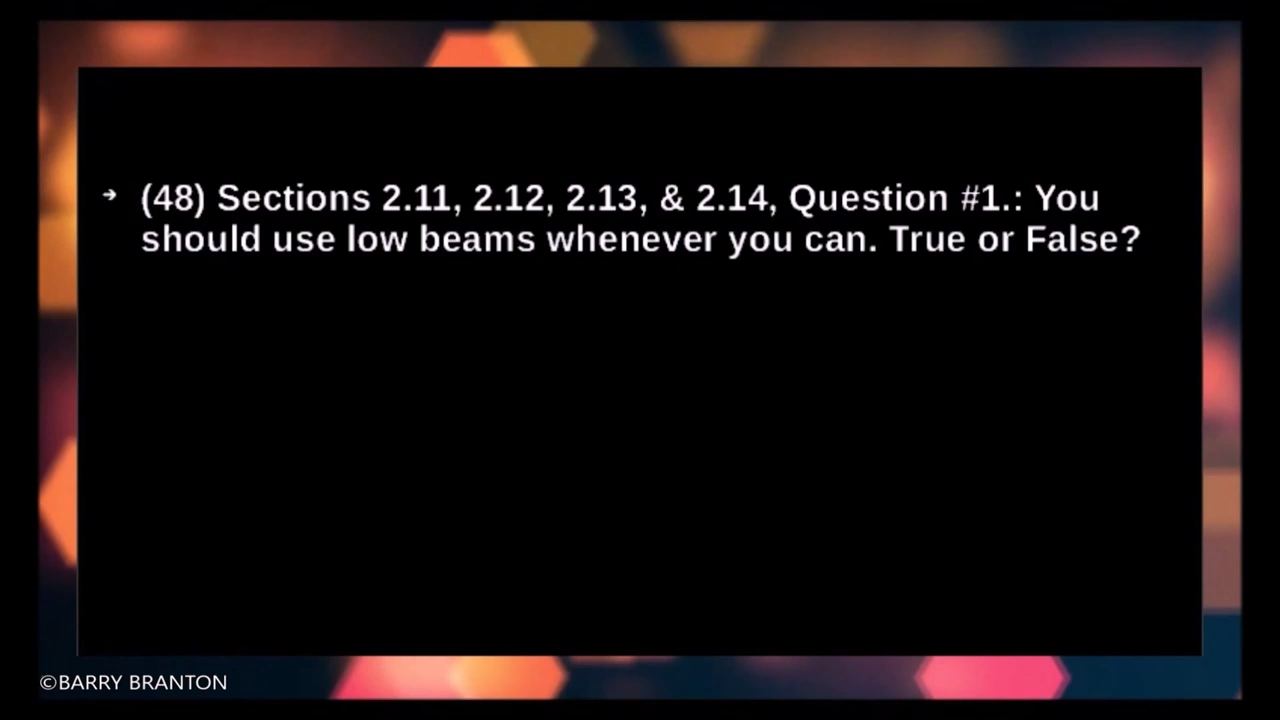 ➔ (48) Sections 2.11, 2.12, 2.13, & 2.14, Question #1.: You
should use low beams whenever you can. True or False?
©BARRY BRANTON